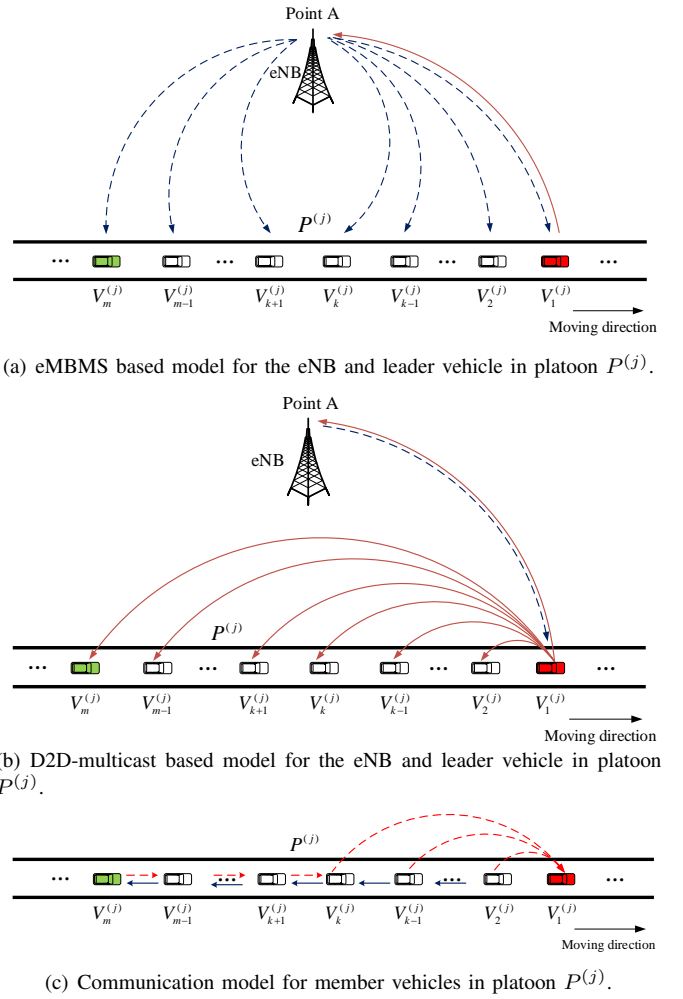 Point A
eNB
P^{(j)}
... ... ... ...
V_m^{(j)} V_{m-1}^{(j)} V_{k+1}^{(j)} V_k^{(j)} V_{k-1}^{(j)} V_2^{(j)} V_1^{(j)}
Moving direction
(a) eMBMS based model for the eNB and leader vehicle in platoon P^{(j)}.
Point A
eNB
P^{(j)}
... ... ... ...
V_m^{(j)} V_{m-1}^{(j)} V_{k+1}^{(j)} V_k^{(j)} V_{k-1}^{(j)} V_2^{(j)} V_1^{(j)}
Moving direction
b) D2D-multicast based model for the eNB and leader vehicle in platoon
P^{(j)}.
P^{(j)}
... ... ... ...
V_m^{(j)} V_{m-1}^{(j)} V_{k+1}^{(j)} V_k^{(j)} V_{k-1}^{(j)} V_2^{(j)} V_1^{(j)}
Moving direction
(c) Communication model for member vehicles in platoon P^{(j)}.